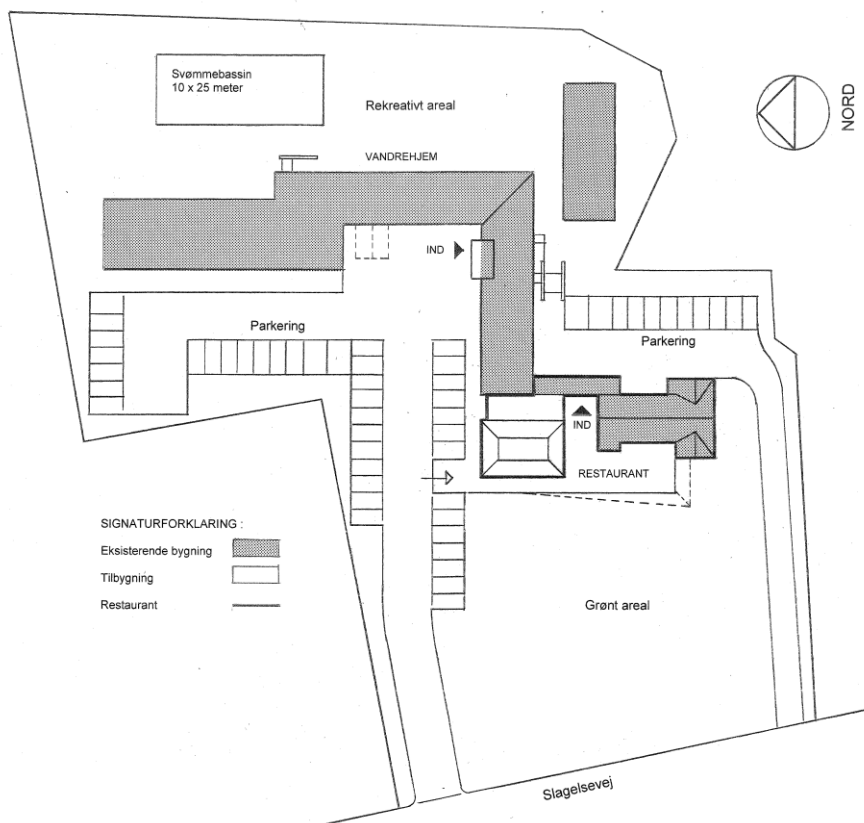 Svømmebassin
10 x 25 meter
Rekreativt areal
NORD
VANDREHJEM
IND
Parkering
Parkering
IND
RESTAURANT
SIGNATURFORKLARING :
Eksisterende bygning
Tilbygning
Restaurant
Grønt areal
Slagelsevej